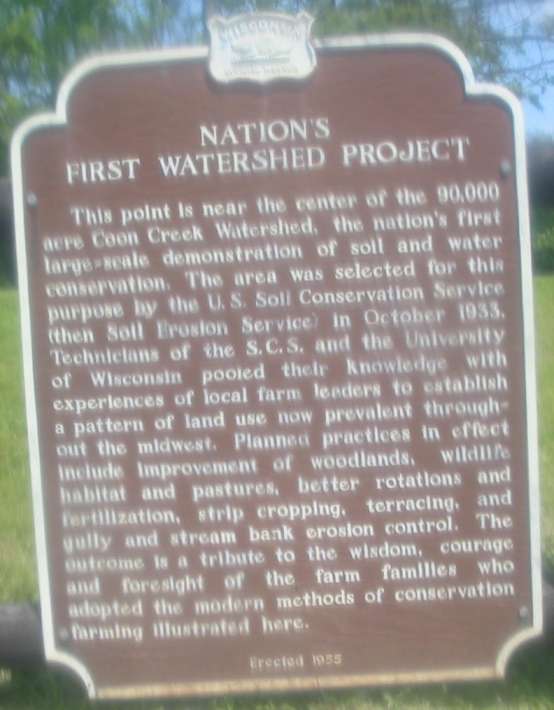 WISCONSIN
NATION'S
FIRST WATERSHED PROJECT
This point is near the center of the 90,000
acre Coon Creek Watershed, the nation's first
large-scale demonstration of soil and water
conservation. The area was selected for this
purpose by the U.S. Soil Conservation Service
(then Soil Erosion Service) in October 1933.
Technicians of the S.C.S. and the University
of Wisconsin pooled their knowledge with
experiences of local farm leaders to establish
a pattern of land use now prevalent through-
out the midwest. Planned practices in effect
include improvement of woodlands, wildlife
habitat and pastures, better rotations and
fertilization, strip cropping, terracing, and
gully and stream bank erosion control. The
outcome is a tribute to the wisdom, courage
and foresight of the farm families who
adopted the modern methods of conservation
farming illustrated here.
Erected 1955